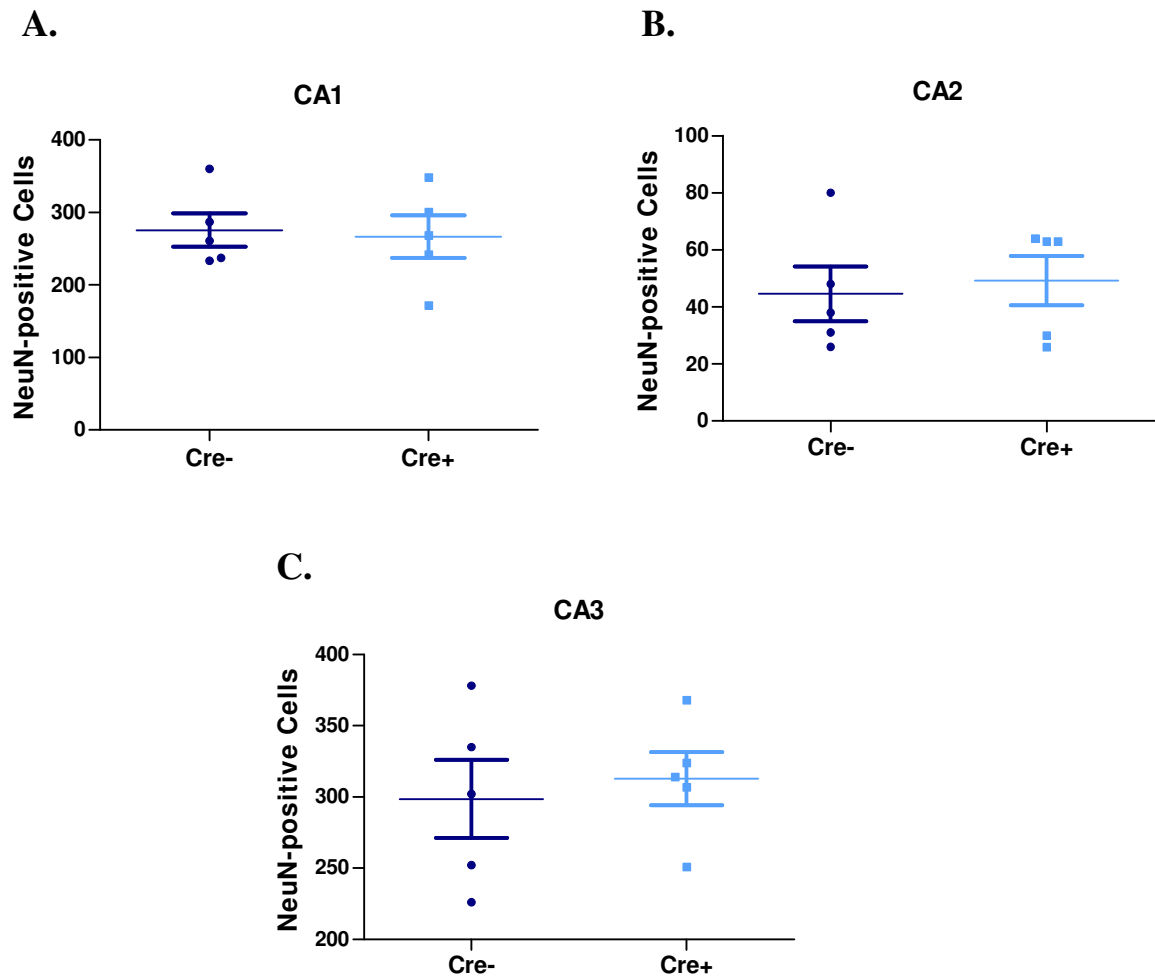 A.
CA1
NeuN-positive Cells
400
300
200
100
0
Cre-
Cre+
B.
CA2
NeuN-positive Cells
100
80
60
40
20
0
Cre-
Cre+
C.
CA3
NeuN-positive Cells
400
350
300
250
200
Cre-
Cre+